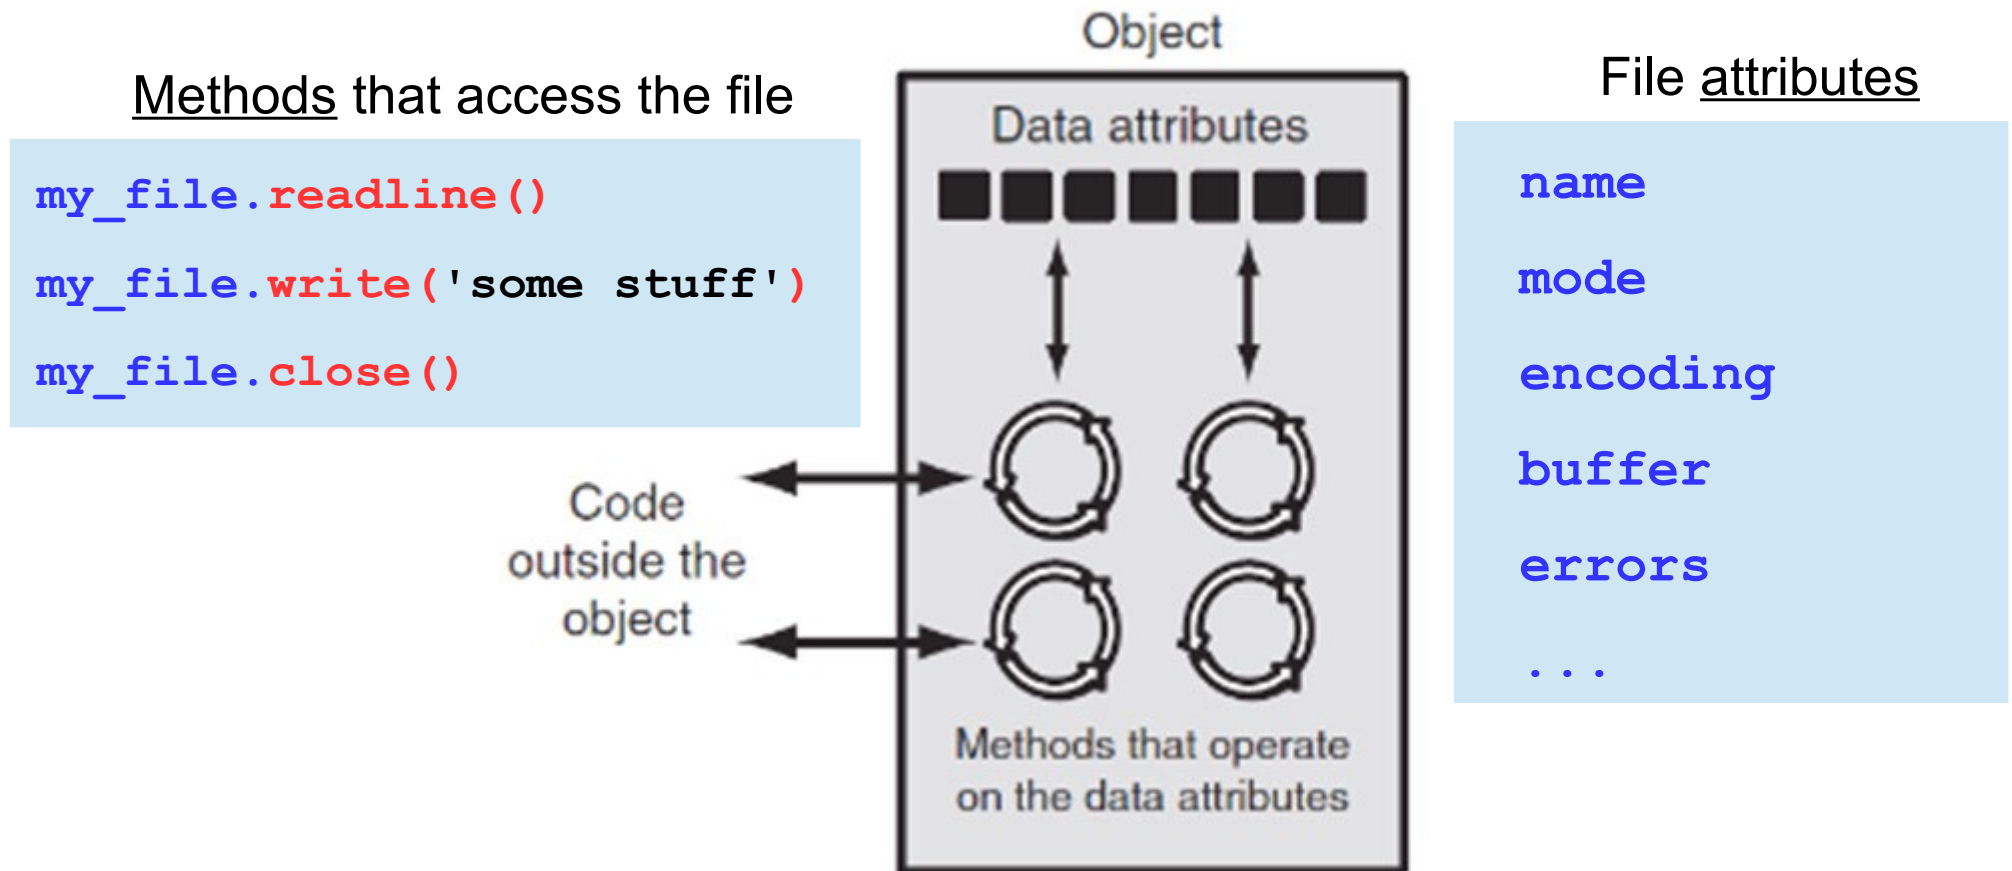 Methods that access the file
my_file.readline()
my_file.write('some stuff')
my_file.close()
Code
outside the
object
Object
Data attributes
Methods that operate
on the data attributes
File attributes
name
mode
encoding
buffer
errors
...